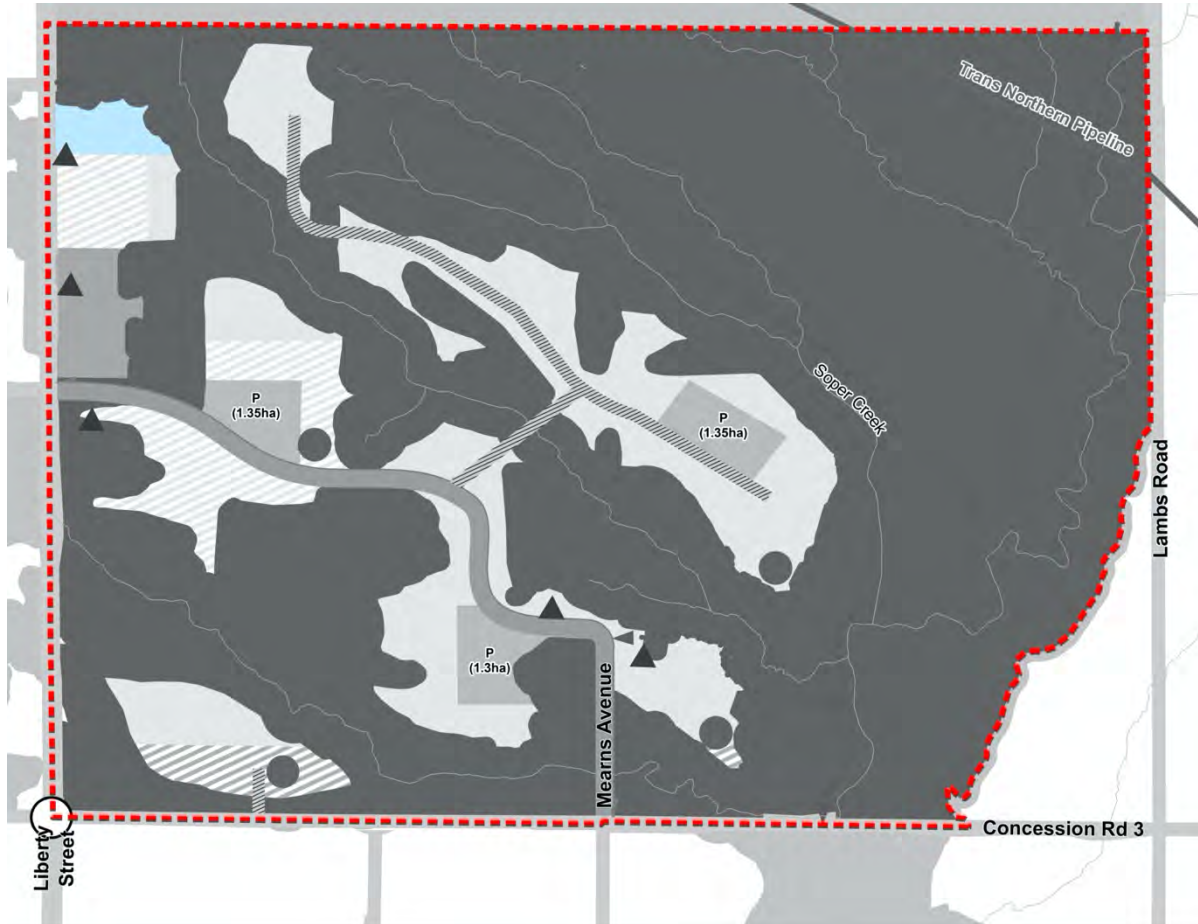 Trans Northern Pipeline
P
(1.35ha)
P
(1.35ha)
Soper Creek
Lambs Road
P
(1.3ha)
Mearns Avenue
Liberty
Street
Concession Rd 3